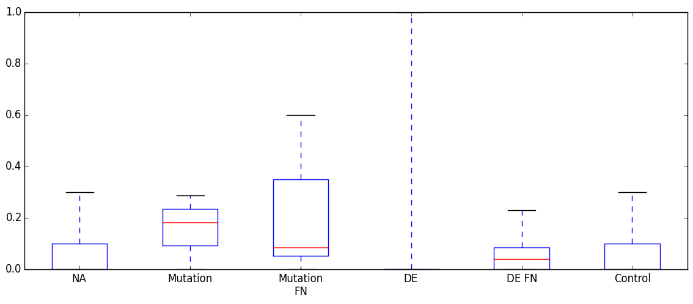 1.0
0.8
0.6
0.4
0.2
0.0
NA
Mutation
Mutation
FN
DE
DE FN
Control